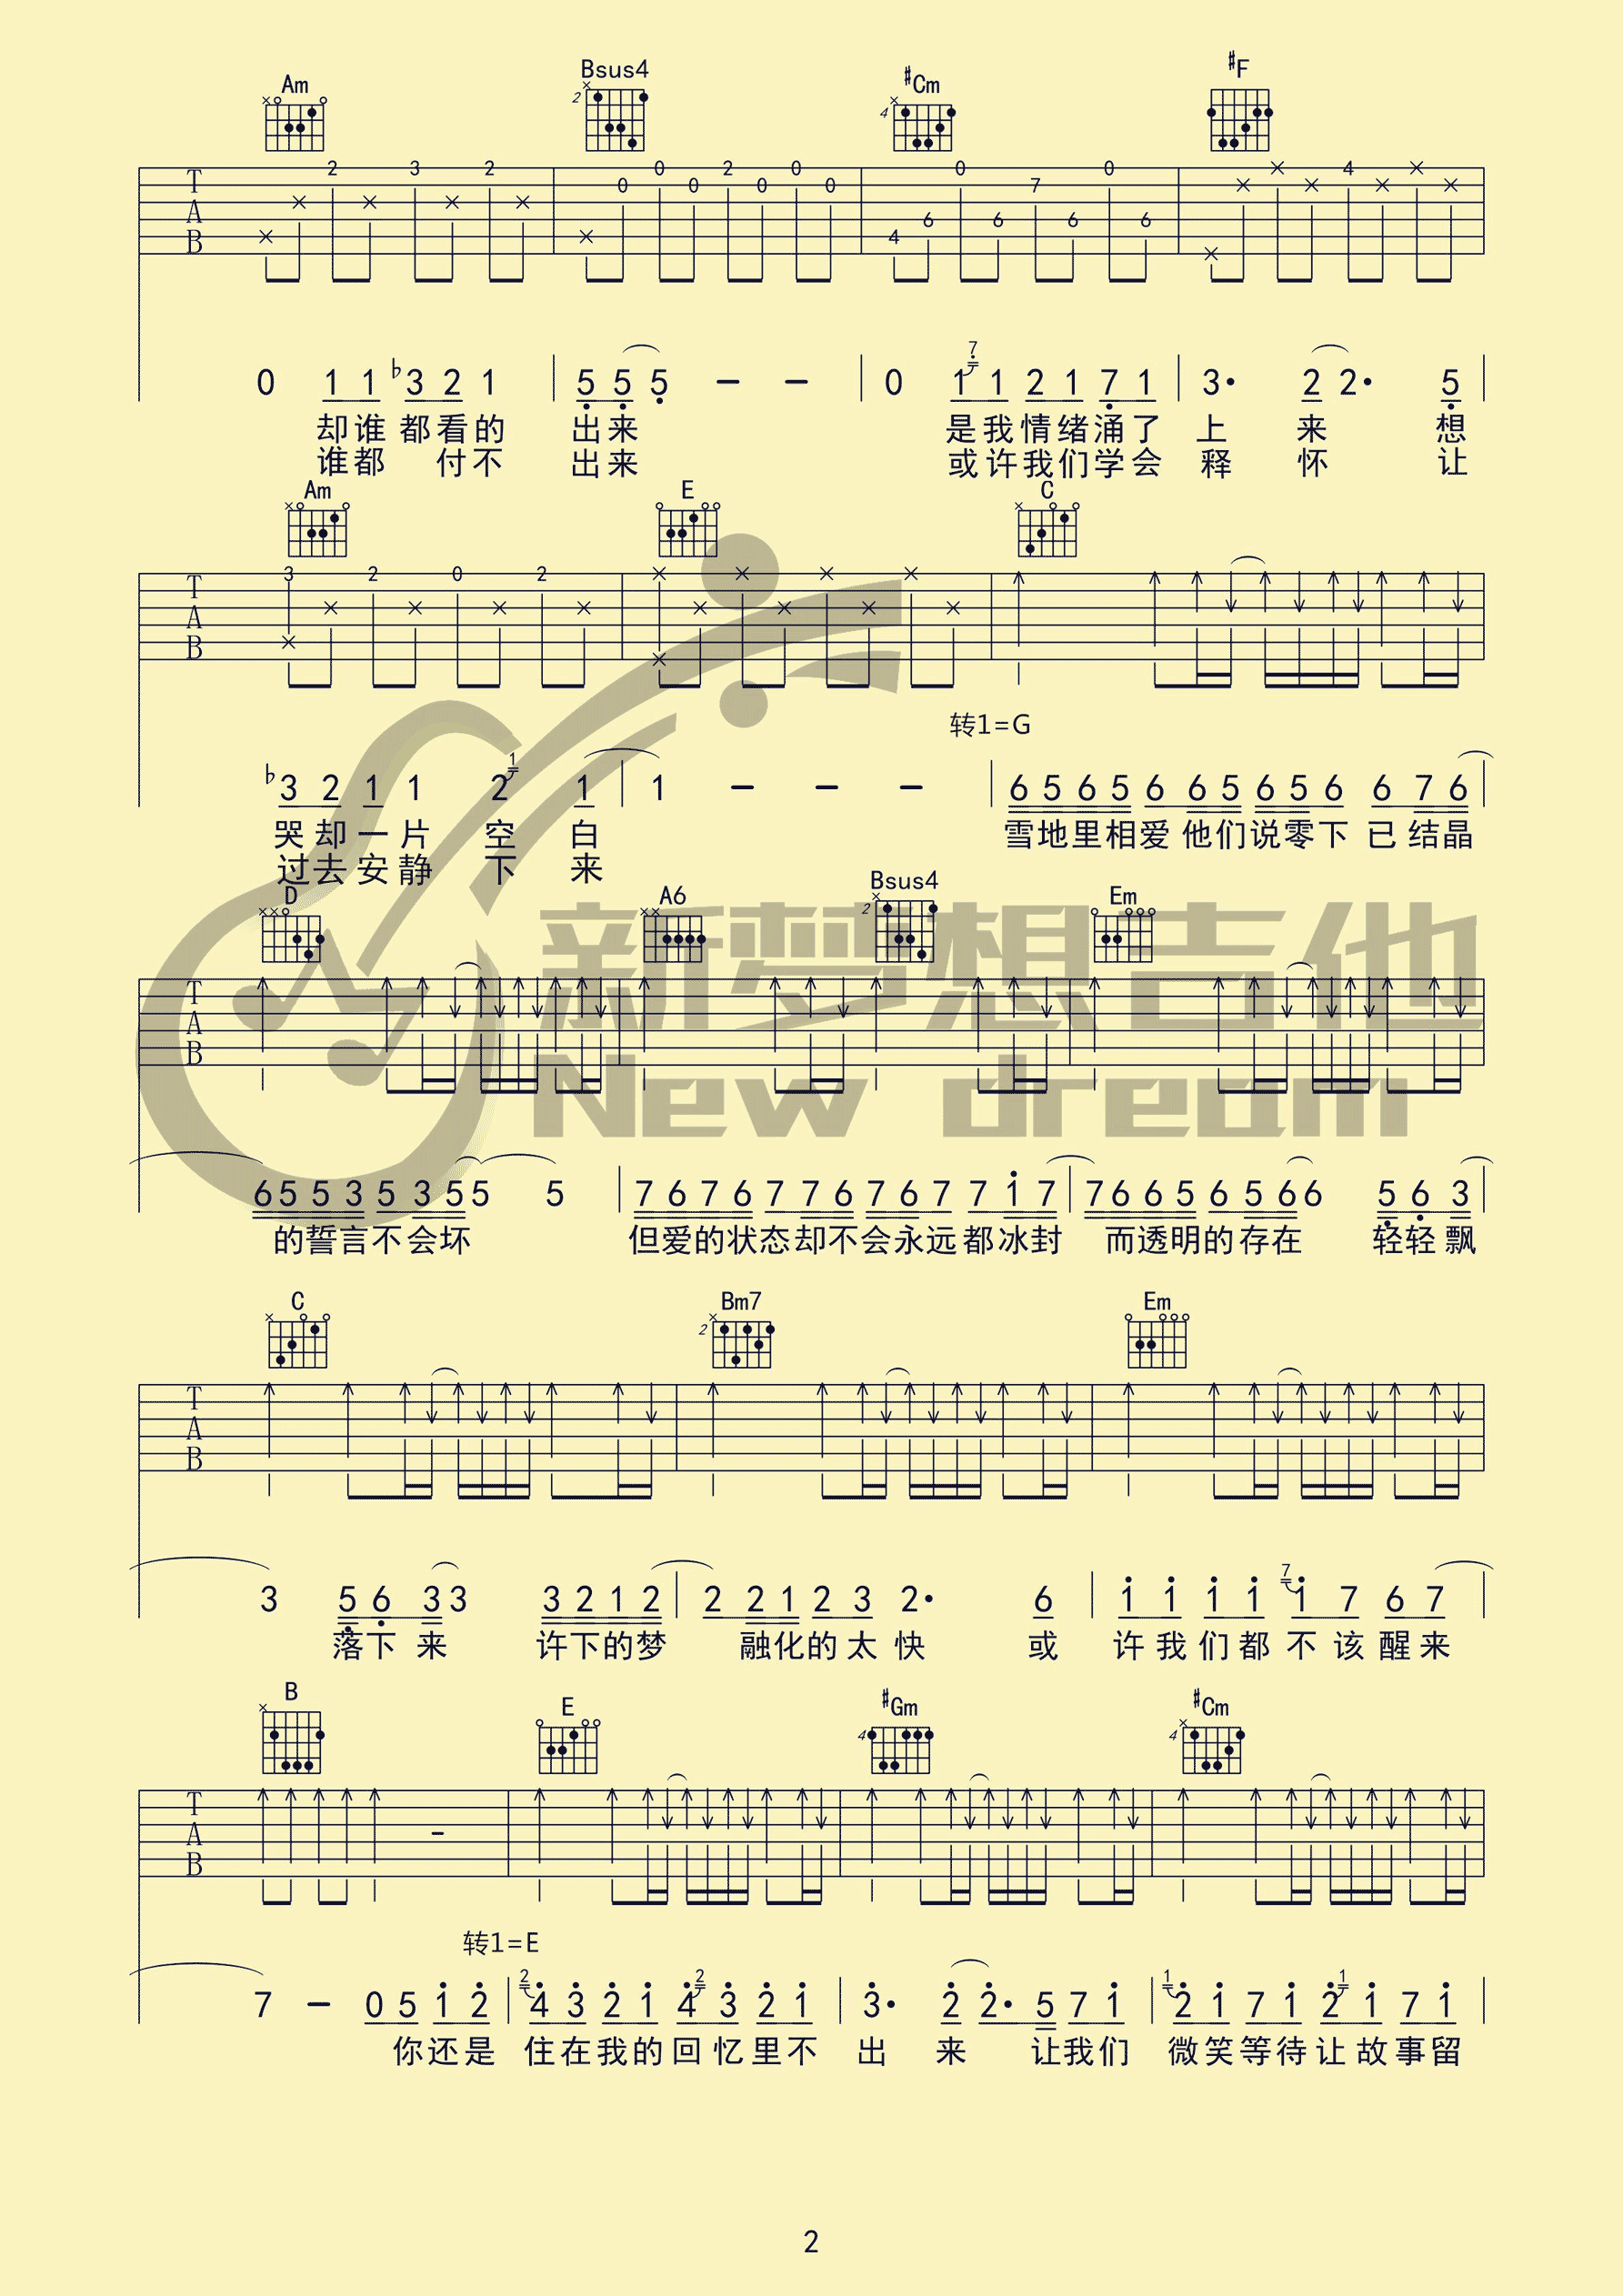 Am Bsus4 #Cm #F
2 4
T A B
2 3 2 0 0 0 2 0 0 0 4 6 0 6 7 6 0 6 4
7
0 1 1 b3 2 1 5 5 5 - - 0 1 1 2 1 7 1 3· 2 2· 5
却谁 都看的 出来 是我情绪涌了 上 来 想
谁都 付不 出来 或许我们学会 释 怀 让
Am E C
T A B
3 2 0 2
转1=G
1
b3 2 1 1 2 1 1 - - - 6 5 6 5 6 6 5 6 5 6 6 7 6
哭却一片 空 白 雪地里相爱 他们说零下 已结晶
过去安静 下 来
D A6 Bsus4 Em
2
新梦想吉他
T A B
New dream
6 5 5 3 5 3 5 5 5 7 6 7 6 7 7 6 7 6 7 7 1 7 7 6 6 5 6 5 6 6 5 6 3
的誓言不会坏 但爱的状态却不会永远都冰封 而透明的存在 轻轻飘
C Bm7 Em
2
T A B
7
3 5 6 3 3 3 2 1 2 2 2 1 2 3 2· 6 1 1 1 1 1 7 6 7
落下来 许下的梦 融化的太快 或 许我们都不该醒来
B E #Gm #Cm
4 4
T A B
-
转1=E
2 2 1 1
7 - 0 5 1 2 4 3 2 1 4 3 2 1 3· 2 2· 5 7 1 2 1 7 1 2 1 7 1
你还是 住在我的回忆里不 出 来 让我们 微笑等待让故事留
2